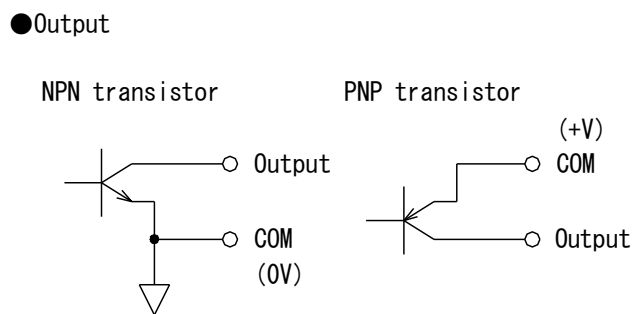 ●Output
NPN transistor
Output
COM
(0V)
PNP transistor
(+V)
COM
Output